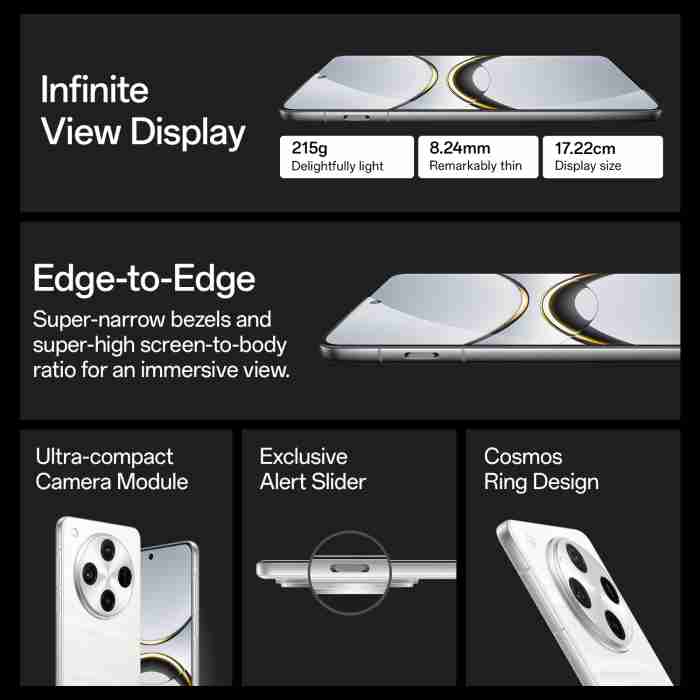 Infinite
View Display
215g
Delightfully light
8.24mm
Remarkably thin
17.22cm
Display size
Edge-to-Edge
Super-narrow bezels and
super-high screen-to-body
ratio for an immersive view.
Ultra-compact
Camera Module
Exclusive
Alert Slider
Cosmos
Ring Design